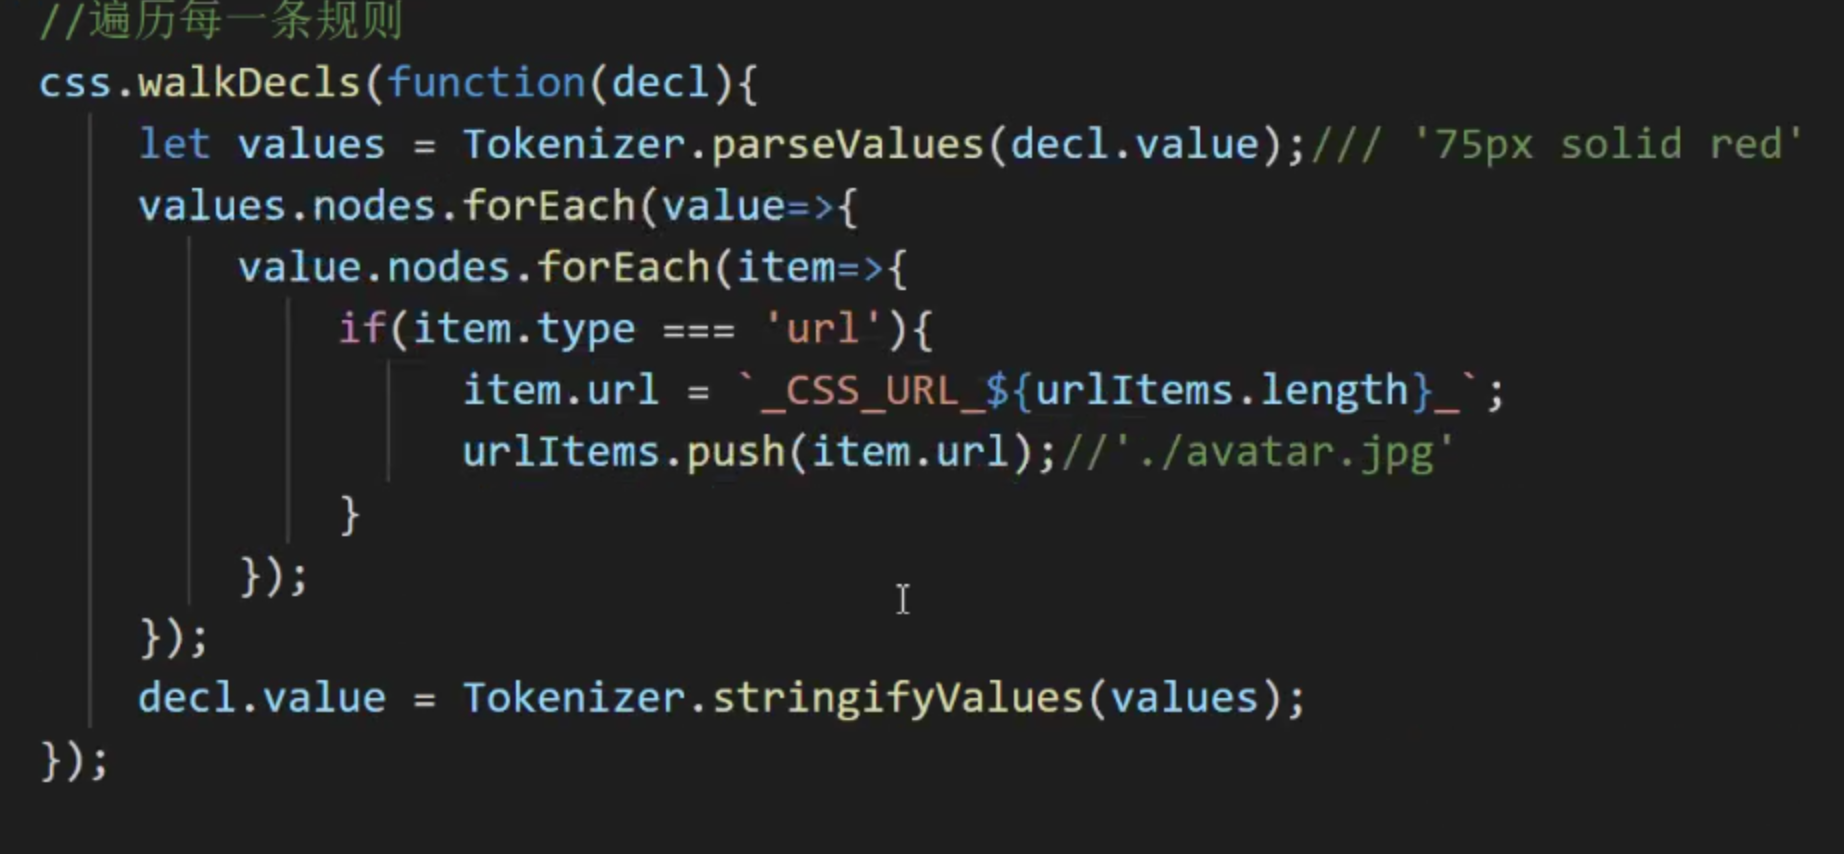 //遍历每一条规则
css.walkDecls(function(decl){
    let values = Tokenizer.parseValues(decl.value);/// '75px solid red'
    values.nodes.forEach(value=>{
        value.nodes.forEach(item=>{
            if(item.type === 'url'){
                 item.url = `_CSS_URL_${urlItems.length}_`;
                 urlItems.push(item.url);//'./avatar.jpg'
            }
        });
    });
    decl.value = Tokenizer.stringifyValues(values);
});